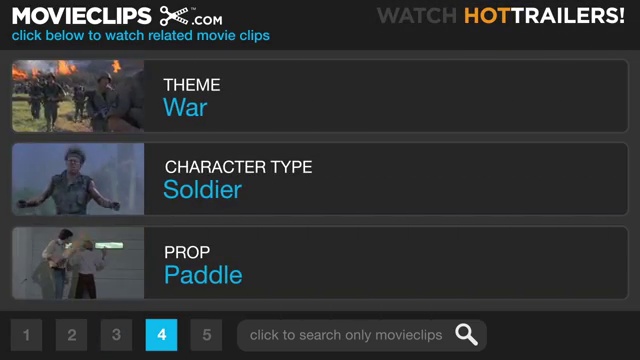 MOVIECLIPS .COM™
WATCH HOTTRAILERS!
click below to watch related movie clips
THEME
War
CHARACTER TYPE
Soldier
PROP
Paddle
1 2 3 4 5 click to search only movieclips